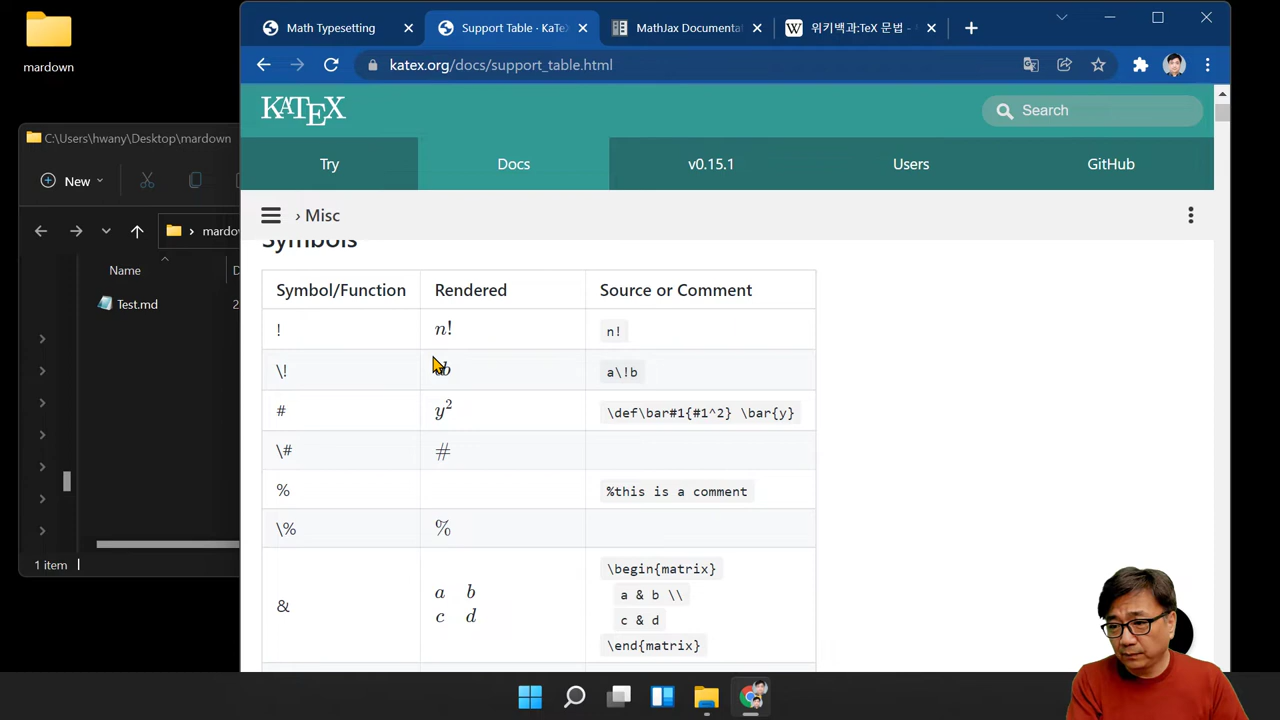 mardown
Math Typesetting
Support Table · KaTe
MathJax Documenta
위키백과:TeX 문법 -
katex.org/docs/support_table.html
KATEX
Search
C:\Users\hwany\Desktop\mardown
New
Try
Docs
v0.15.1
Users
GitHub
mardo
› Misc
Symbols
Name
D
Test.md
2
Symbol/Function Rendered Source or Comment
! n! n!
\! a\!b
# y² \def\bar#1{#1^2} \bar{y}
\# #
% %this is a comment
\% %
& a b
c d
\begin{matrix}
a & b \\
c & d
\end{matrix}
1 item